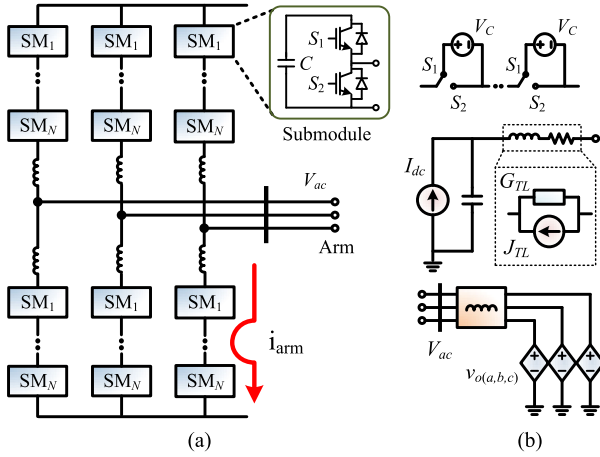 SM1 SM1 SM1
SMN SMN SMN
S1
C
S2
Submodule
Vac
Arm
SM1 SM1 SM1
iarm
SMN SMN SMN
(a)
VC VC
S1 S1
S2 S2
Idc
GTL
JTL
Vac
vo(a,b,c)
(b)